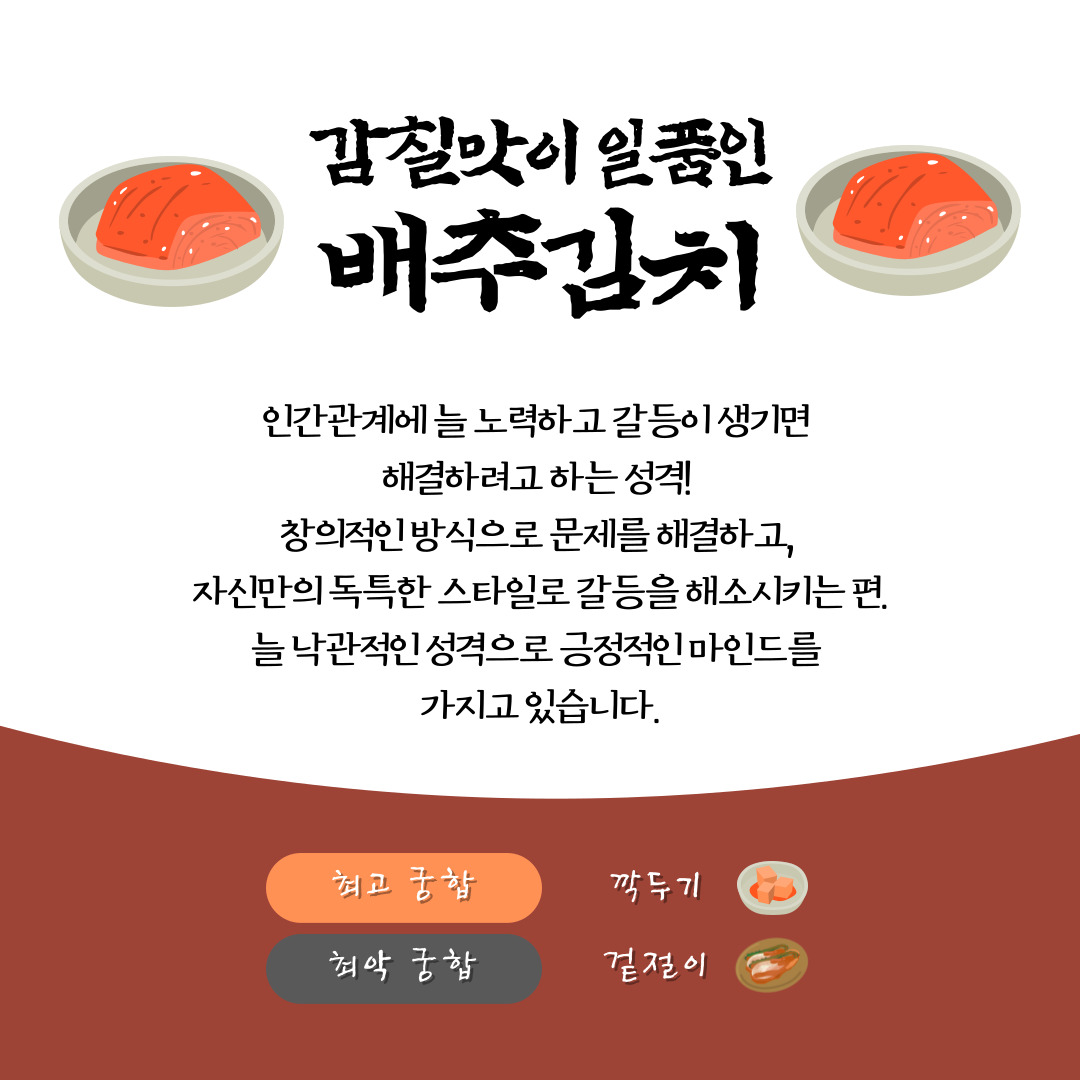 감칠맛이 일품인
배추김치
인간관계에 늘 노력하고 갈등이 생기면
해결하려고 하는 성격!
창의적인 방식으로 문제를 해결하고,
자신만의 독특한 스타일로 갈등을 해소시키는 편.
늘 낙관적인 성격으로 긍정적인 마인드를
가지고 있습니다.
최고 궁합 깍두기
최악 궁합 겉절이